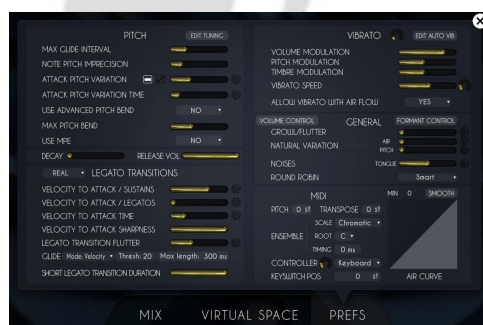 PITCH EDIT TUNING
MAX GLIDE INTERVAL
NOTE PITCH IMPRECISION
ATTACK PITCH VARIATION
ATTACK PITCH VARIATION TIME
USE ADVANCED PITCH BEND NO
MAX PITCH BEND
USE MPE NO
DECAY RELEASE VOL
REAL LEGATO TRANSITIONS
VELOCITY TO ATTACK / SUSTAINS
VELOCITY TO ATTACK / LEGATOS
VELOCITY TO ATTACK TIME
VELOCITY TO ATTACK SHARPNESS
LEGATO TRANSITION FLUTTER
GLIDE Mode: Velocity Thresh: 20 Max length: 300 ms
SHORT LEGATO TRANSITION DURATION
VIBRATO EDIT AUTO VIB
VOLUME MODULATION
PITCH MODULATION
TIMBRE MODULATION
VIBRATO SPEED
ALLOW VIBRATO WITH AIR FLOW YES
VOLUME CONTROL GENERAL FORMANT CONTROL
GROWL/FLUTTER
NATURAL VARIATION AIR
PITCH
NOISES TONGUE
ROUND ROBIN Smart
MIDI MIN 0 SMOOTH
PITCH 0 st TRANSPOSE 0 st
SCALE Chromatic
ENSEMBLE ROOT C
TIMING 0 ms
CONTROLLER Keyboard
KEYSWITCH POS 0 st AIR CURVE
MIX VIRTUAL SPACE PREFS